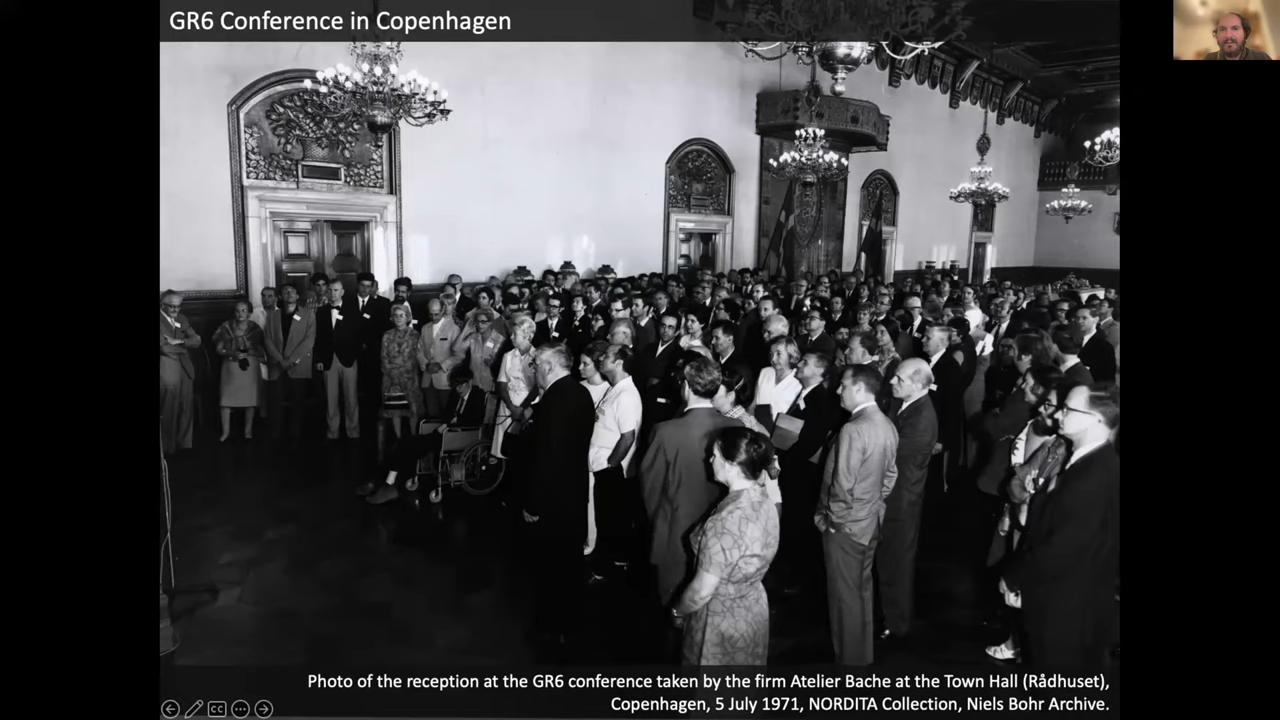 GR6 Conference in Copenhagen
Photo of the reception at the GR6 conference taken by the firm Atelier Bache at the Town Hall (Rådhuset),
Copenhagen, 5 July 1971, NORDITA Collection, Niels Bohr Archive.
CC